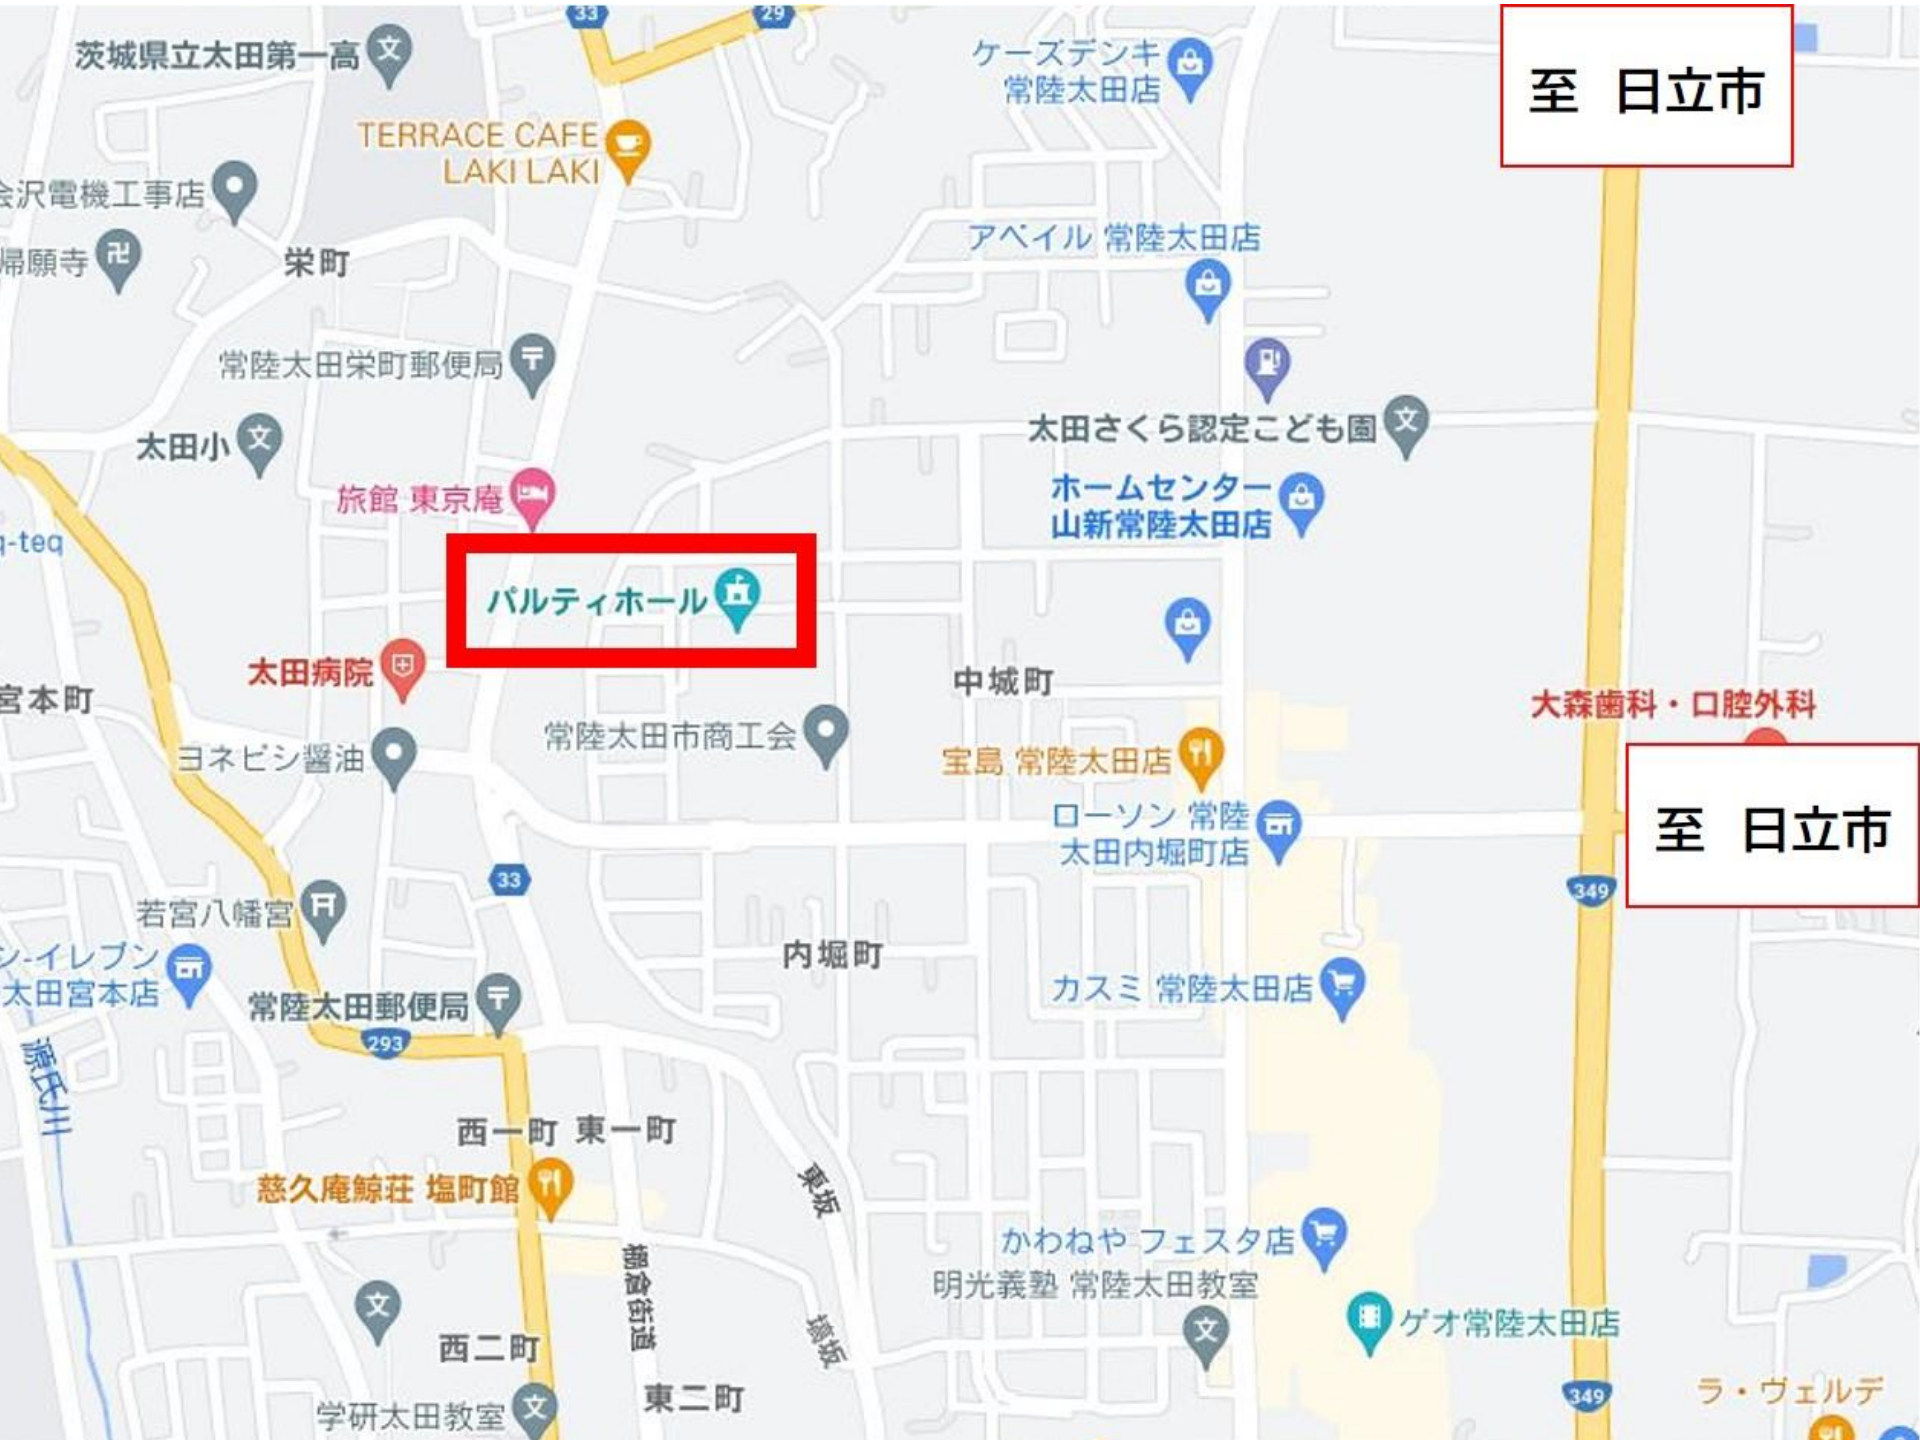 33
29
茨城県立太田第一高
ケーズデンキ
常陸太田店
至 日立市
TERRACE CAFE
LAKI LAKI
会沢電機工事店
帰願寺
栄町
アベイル 常陸太田店
常陸太田栄町郵便局
太田小
太田さくら認定こども園
旅館 東京庵
ホームセンター
山新常陸太田店
q-teq
パルティホール
太田病院
中城町
宮本町
大森歯科・口腔外科
常陸太田市商工会
ヨネビシ醤油
宝島 常陸太田店
ローソン 常陸
太田内堀町店
至 日立市
33
349
若宮八幡宮
内堀町
ン-イレブン
太田宮本店
カスミ 常陸太田店
常陸太田郵便局
293
源氏川
西一町
東一町
慈久庵鯨荘 塩町館
東坂
棚倉街道
かわねや フェスタ店
明光義塾 常陸太田教室
ゲオ常陸太田店
塙坂
西二町
東二町
349
ラ・ヴェルデ
学研太田教室